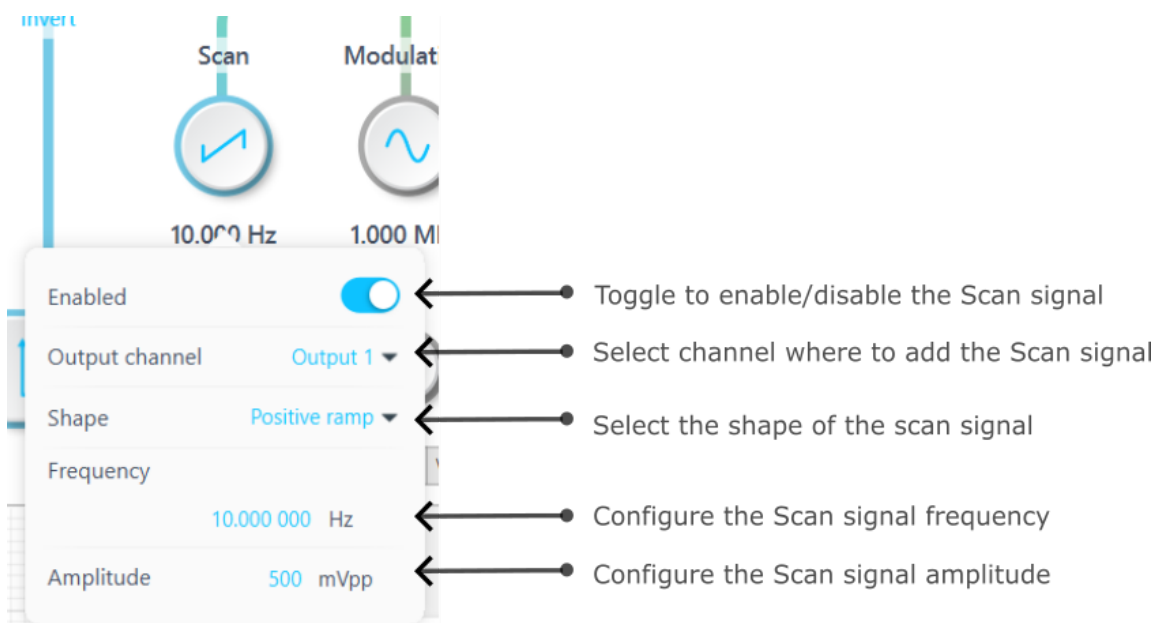 Invert
Scan
Modulat
10.000 Hz
1.000 M
Enabled
Toggle to enable/disable the Scan signal
Output channel
Output 1
Select channel where to add the Scan signal
Shape
Positive ramp
Select the shape of the scan signal
Frequency
10.000 000 Hz
Configure the Scan signal frequency
Amplitude
500 mVpp
Configure the Scan signal amplitude